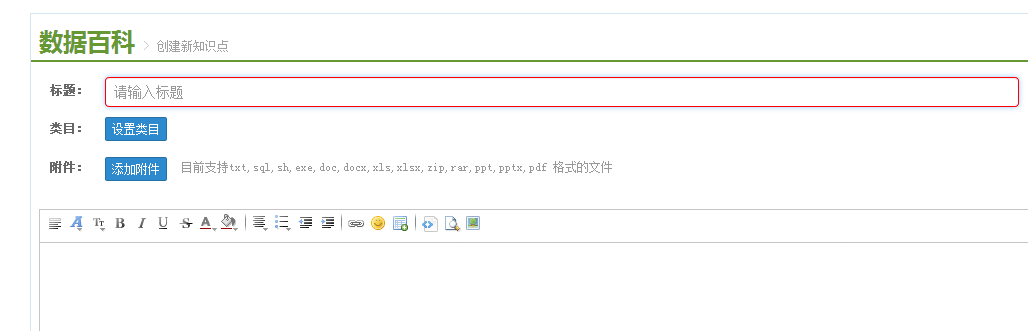 数据百科 > 创建新知识点
标题： 请输入标题
类目： 设置类目
附件： 添加附件 目前支持txt,sql,sh,exe,doc,docx,xls,xlsx,zip,rar,ppt,pptx,pdf 格式的文件
A Tr B I U S A